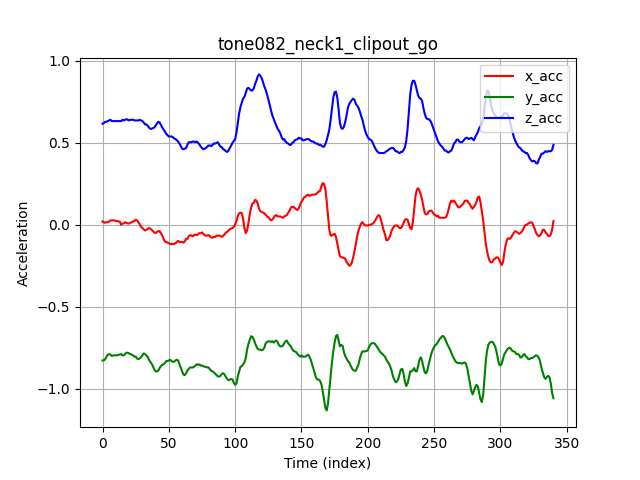 tone082_neck1_clipout_go
x_acc
y_acc
z_acc
1.0
0.5
0.0
−0.5
−1.0
Acceleration
0 50 100 150 200 250 300 350
Time (index)